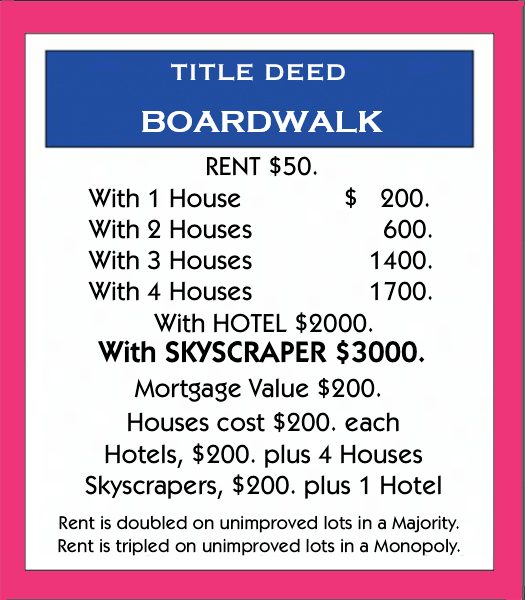 TITLE DEED
BOARDWALK
RENT $50.
With 1 House $ 200.
With 2 Houses 600.
With 3 Houses 1400.
With 4 Houses 1700.
With HOTEL $2000.
With SKYSCRAPER $3000.
Mortgage Value $200.
Houses cost $200. each
Hotels, $200. plus 4 Houses
Skyscrapers, $200. plus 1 Hotel
Rent is doubled on unimproved lots in a Majority.
Rent is tripled on unimproved lots in a Monopoly.